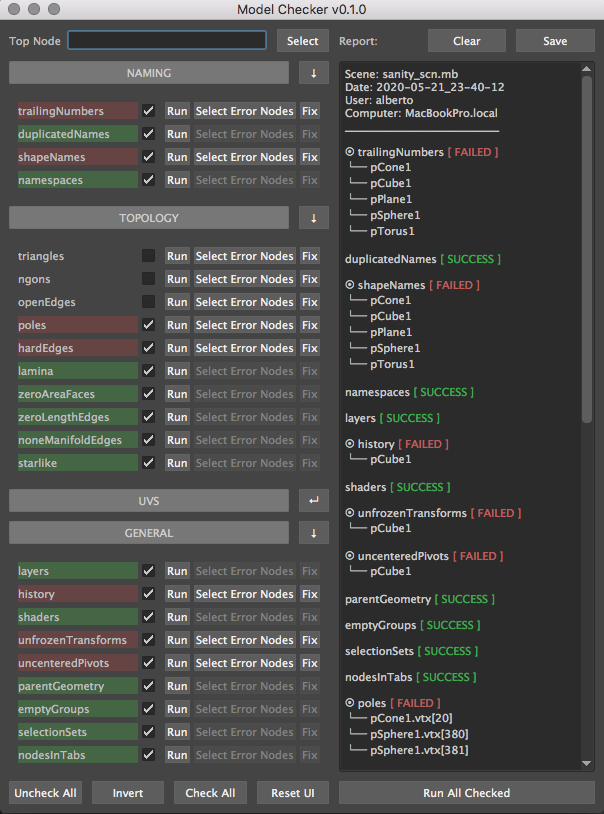 Model Checker v0.1.0
Top Node
Select
NAMING
↓
trailingNumbers Run Select Error Nodes Fix
duplicatedNames Run Select Error Nodes Fix
shapeNames Run Select Error Nodes Fix
namespaces Run Select Error Nodes Fix
TOPOLOGY
↓
triangles Run Select Error Nodes Fix
ngons Run Select Error Nodes Fix
openEdges Run Select Error Nodes Fix
poles Run Select Error Nodes Fix
hardEdges Run Select Error Nodes Fix
lamina Run Select Error Nodes Fix
zeroAreaFaces Run Select Error Nodes Fix
zeroLengthEdges Run Select Error Nodes Fix
noneManifoldEdges Run Select Error Nodes Fix
starlike Run Select Error Nodes Fix
UVS
↵
GENERAL
↓
layers Run Select Error Nodes Fix
history Run Select Error Nodes Fix
shaders Run Select Error Nodes Fix
unfrozenTransforms Run Select Error Nodes Fix
uncenteredPivots Run Select Error Nodes Fix
parentGeometry Run Select Error Nodes Fix
emptyGroups Run Select Error Nodes Fix
selectionSets Run Select Error Nodes Fix
nodesInTabs Run Select Error Nodes Fix
Uncheck All
Invert
Check All
Reset UI
Report:
Clear
Save
Scene: sanity_scn.mb
Date: 2020-05-21_23-40-12
User: alberto
Computer: MacBookPro.local
trailingNumbers [ FAILED ]
pCone1
pCube1
pPlane1
pSphere1
pTorus1
duplicatedNames [ SUCCESS ]
shapeNames [ FAILED ]
pCone1
pCube1
pPlane1
pSphere1
pTorus1
namespaces [ SUCCESS ]
layers [ SUCCESS ]
history [ FAILED ]
pCube1
shaders [ SUCCESS ]
unfrozenTransforms [ FAILED ]
pCube1
uncenteredPivots [ FAILED ]
pCube1
parentGeometry [ SUCCESS ]
emptyGroups [ SUCCESS ]
selectionSets [ SUCCESS ]
nodesInTabs [ SUCCESS ]
poles [ FAILED ]
pCone1.vtx[20]
pSphere1.vtx[380]
pSphere1.vtx[381]
Run All Checked